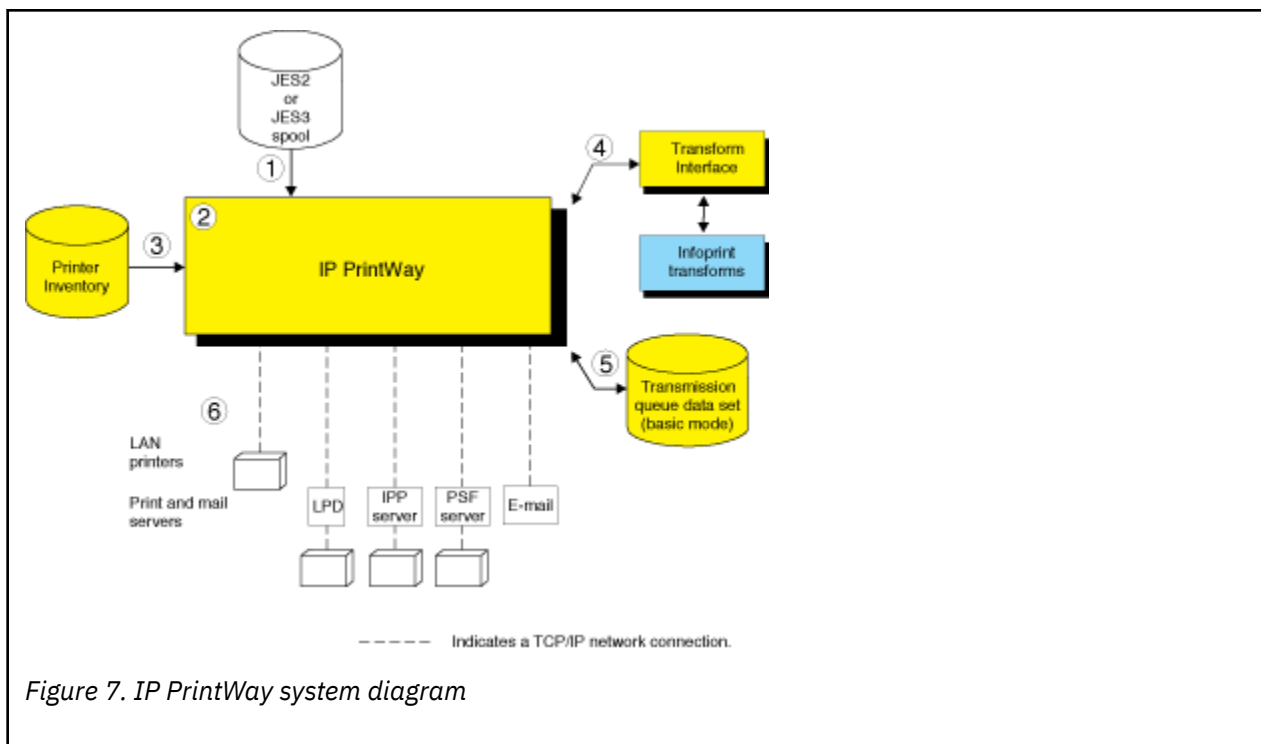 JES2
or
JES3
spool
1
4
Transform
Interface
2
3
Printer
Inventory
IP PrintWay
Infoprint
transforms
5
Transmission
queue data set
(basic mode)
6
LAN
printers
Print and mail
servers
LPD
IPP
server
PSF
server
E-mail
Indicates a TCP/IP network connection.
Figure 7. IP PrintWay system diagram